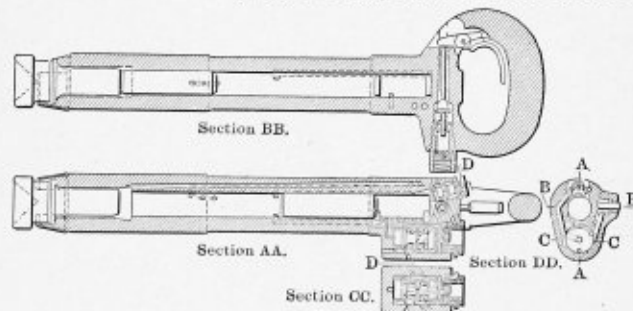 Section BB.
D
A
B
B
Section AA.
C
C
D
Section DD.
A
Section CC.